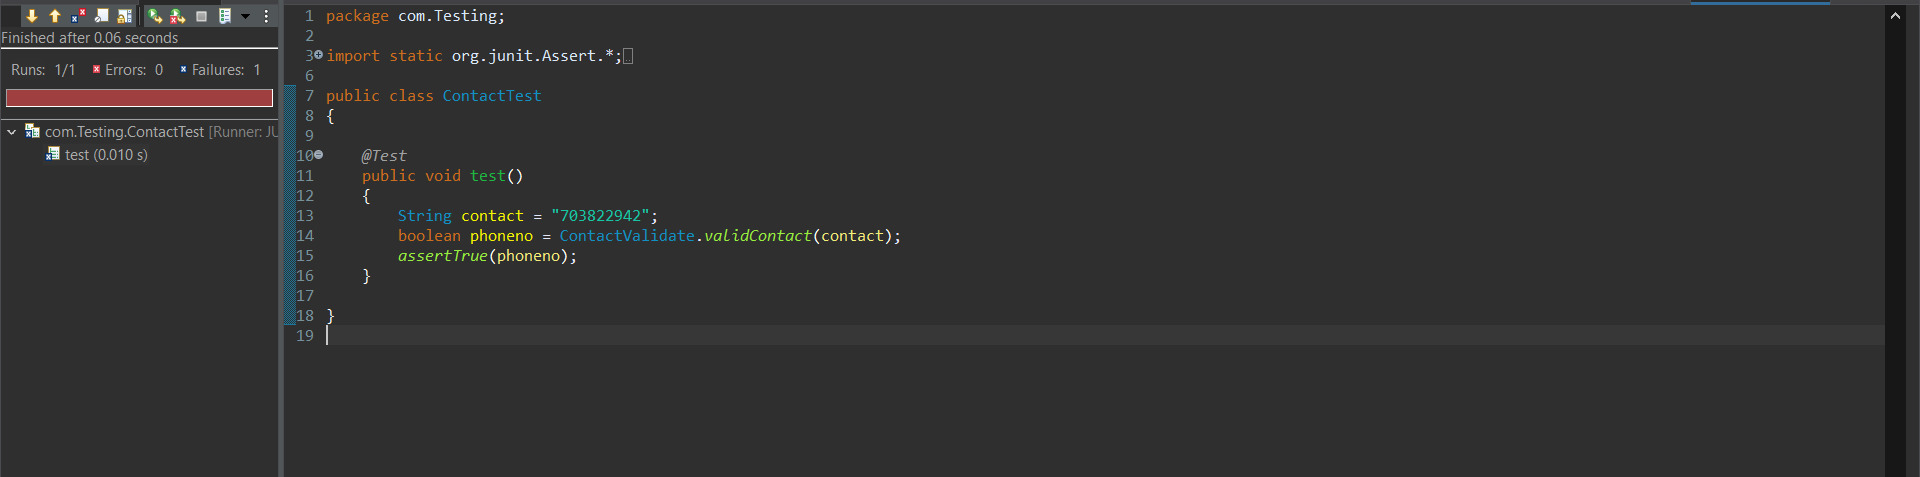 Finished after 0.06 seconds
Runs: 1/1 Errors: 0 Failures: 1
com.Testing.ContactTest [Runner: JU
test (0.010 s)
1 package com.Testing;
2
3 import static org.junit.Assert.*;
6
7 public class ContactTest
8 {
9
10 @Test
11 public void test()
12 {
13 String contact = "703822942";
14 boolean phoneno = ContactValidate.validContact(contact);
15 assertTrue(phoneno);
16 }
17
18 }
19